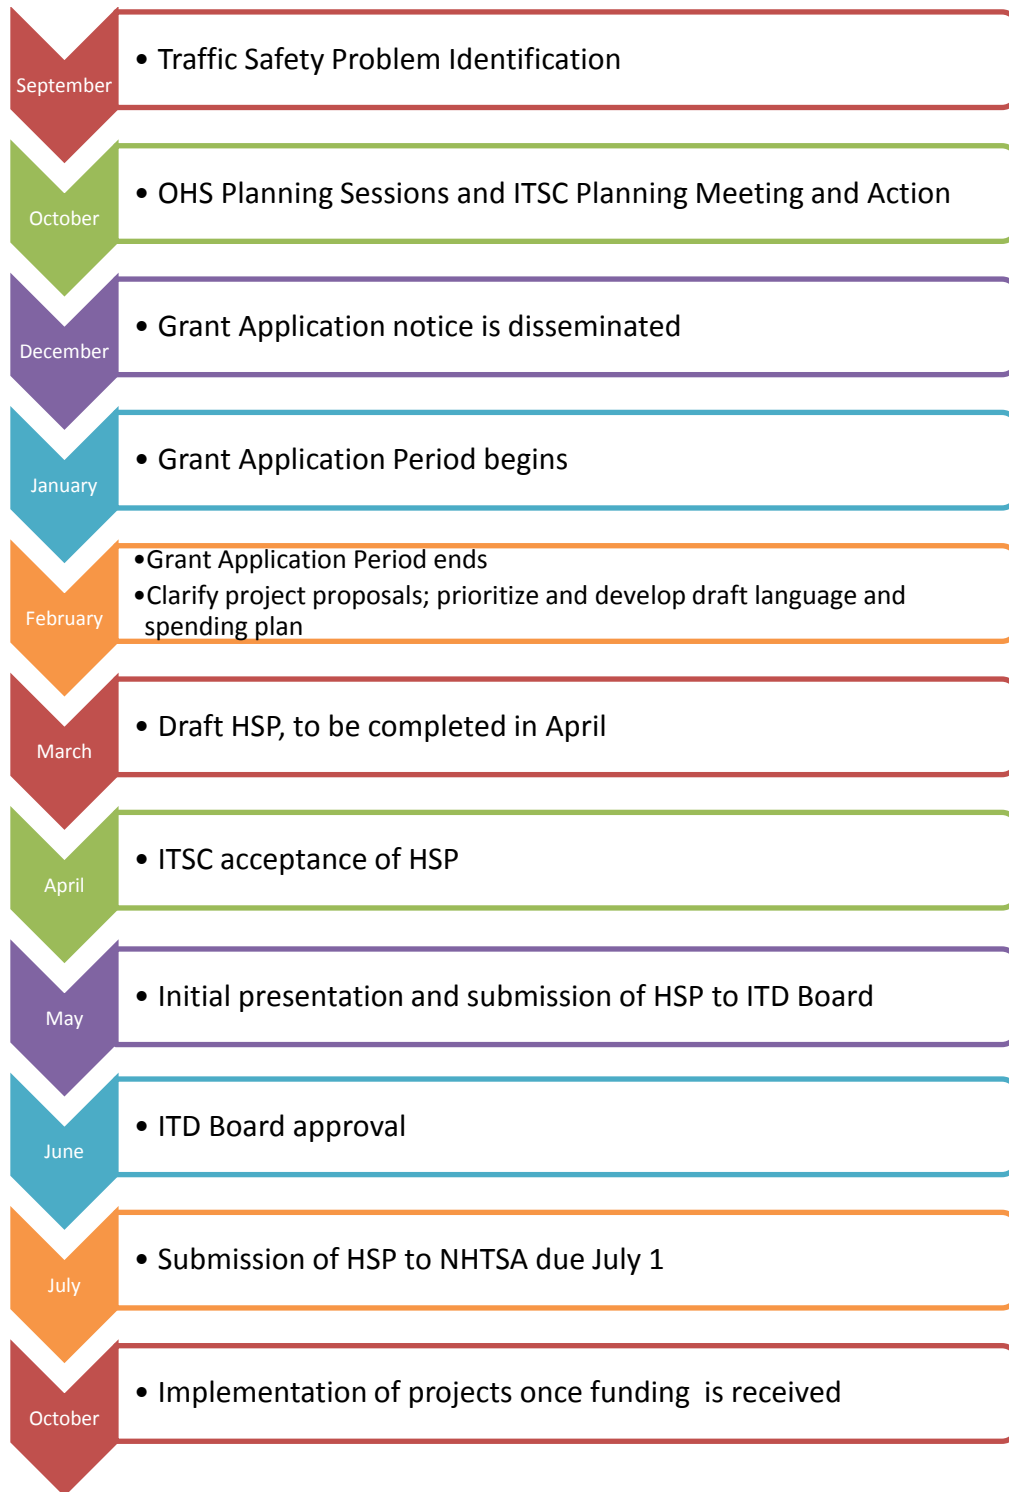 September
• Traffic Safety Problem Identification
October
• OHS Planning Sessions and ITSC Planning Meeting and Action
December
• Grant Application notice is disseminated
January
• Grant Application Period begins
February
•Grant Application Period ends
•Clarify project proposals; prioritize and develop draft language and
spending plan
March
• Draft HSP, to be completed in April
April
• ITSC acceptance of HSP
May
• Initial presentation and submission of HSP to ITD Board
June
• ITD Board approval
July
• Submission of HSP to NHTSA due July 1
October
• Implementation of projects once funding  is received